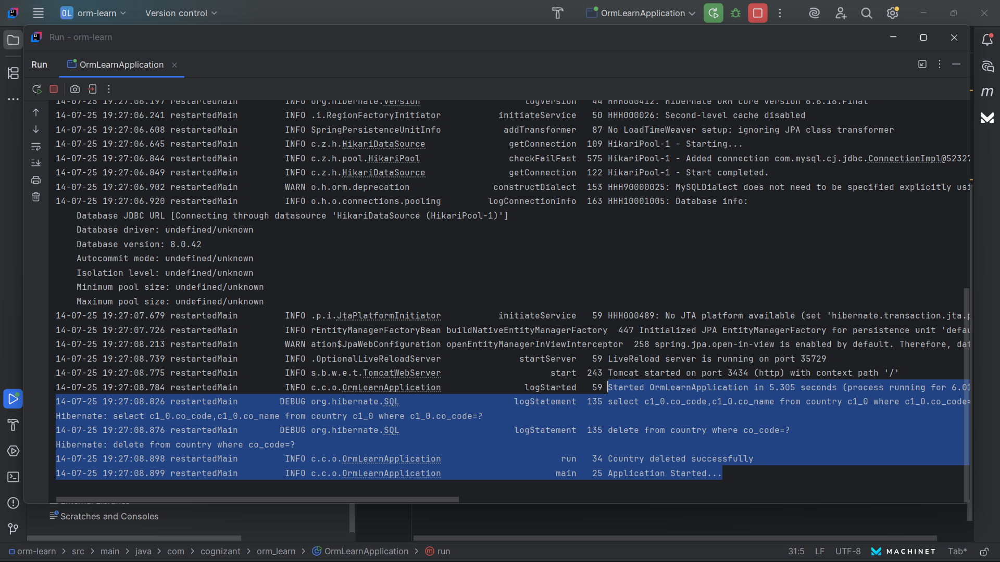 OL orm-learn Version control OrmLearnApplication
Run - orm-learn
Run OrmLearnApplication
14-07-25 19:27:06.197 restartedMain INFO org.hibernate.Version logVersion 44 HHH000412: Hibernate ORM core version 6.6.18.Final
14-07-25 19:27:06.241 restartedMain INFO .i.RegionFactoryInitiator initiateService 50 HHH000026: Second-level cache disabled
14-07-25 19:27:06.608 restartedMain INFO SpringPersistenceUnitInfo addTransformer 87 No LoadTimeWeaver setup: ignoring JPA class transformer
14-07-25 19:27:06.645 restartedMain INFO c.z.h.HikariDataSource getConnection 109 HikariPool-1 - Starting...
14-07-25 19:27:06.844 restartedMain INFO c.z.h.pool.HikariPool checkFailFast 575 HikariPool-1 - Added connection com.mysql.cj.jdbc.ConnectionImpl@52327
14-07-25 19:27:06.849 restartedMain INFO c.z.h.HikariDataSource getConnection 122 HikariPool-1 - Start completed.
14-07-25 19:27:06.902 restartedMain WARN o.h.orm.deprecation constructDialect 153 HHH90000025: MySQLDialect does not need to be specified explicitly usi
14-07-25 19:27:06.920 restartedMain INFO o.h.o.connections.pooling logConnectionInfo 163 HHH10001005: Database info:
Database JDBC URL [Connecting through datasource 'HikariDataSource (HikariPool-1)']
Database driver: undefined/unknown
Database version: 8.0.42
Autocommit mode: undefined/unknown
Isolation level: undefined/unknown
Minimum pool size: undefined/unknown
Maximum pool size: undefined/unknown
14-07-25 19:27:07.679 restartedMain INFO .p.i.JtaPlatformInitiator initiateService 59 HHH000489: No JTA platform available (set 'hibernate.transaction.jta.p
14-07-25 19:27:07.726 restartedMain INFO rEntityManagerFactoryBean buildNativeEntityManagerFactory 447 Initialized JPA EntityManagerFactory for persistence unit 'defau
14-07-25 19:27:08.213 restartedMain WARN ation$JpaWebConfiguration openEntityManagerInViewInterceptor 258 spring.jpa.open-in-view is enabled by default. Therefore, dat
14-07-25 19:27:08.739 restartedMain INFO .OptionalLiveReloadServer startServer 59 LiveReload server is running on port 35729
14-07-25 19:27:08.775 restartedMain INFO s.b.w.e.t.TomcatWebServer start 243 Tomcat started on port 3434 (http) with context path '/'
14-07-25 19:27:08.784 restartedMain INFO c.c.o.OrmLearnApplication logStarted 59 Started OrmLearnApplication in 5.305 seconds (process running for 6.01
14-07-25 19:27:08.826 restartedMain DEBUG org.hibernate.SQL logStatement 135 select c1_0.co_code,c1_0.co_name from country c1_0 where c1_0.co_code=
Hibernate: select c1_0.co_code,c1_0.co_name from country c1_0 where c1_0.co_code=?
14-07-25 19:27:08.876 restartedMain DEBUG org.hibernate.SQL logStatement 135 delete from country where co_code=?
Hibernate: delete from country where co_code=?
14-07-25 19:27:08.898 restartedMain INFO c.c.o.OrmLearnApplication run 34 Country deleted successfully
14-07-25 19:27:08.899 restartedMain INFO c.c.o.OrmLearnApplication main 25 Application Started...
Scratches and Consoles
orm-learn > src > main > java > com > cognizant > orm_learn > OrmLearnApplication > run 31:5 LF UTF-8 MACHINET Tab*